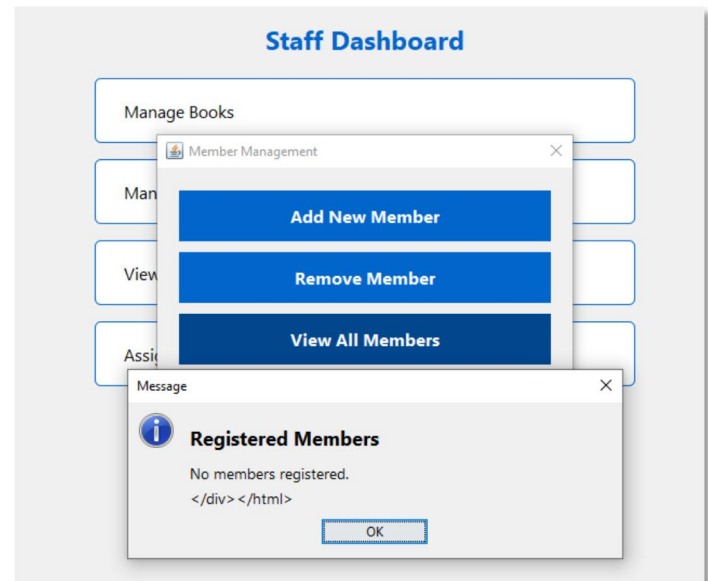 Staff Dashboard
Manage Books
Member Management
Man
Add New Member
View
Remove Member
View All Members
Assig
Message
Registered Members
No members registered.
</div></html>
OK